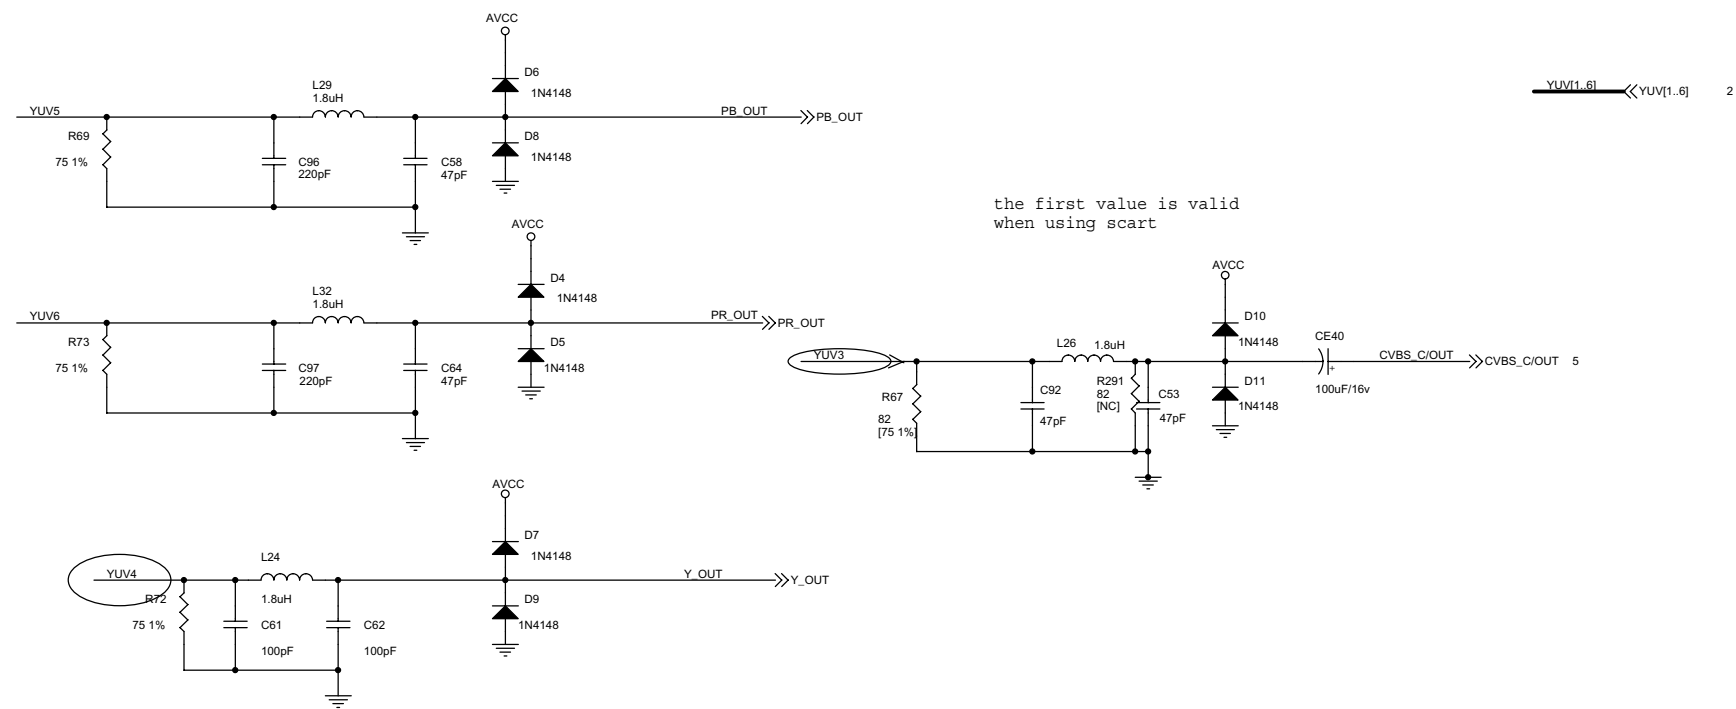 AVCC
D6
1N4148
L29
1.8uH
YUV5
PB_OUT
PB_OUT
R69
75 1%
C96
220pF
C58
47pF
D8
1N4148
YUV[1..6]
YUV[1..6] 2
the first value is valid
when using scart
AVCC
D4
1N4148
L32
1.8uH
YUV6
PR_OUT
PR_OUT
R73
75 1%
C97
220pF
C64
47pF
D5
1N4148
AVCC
D10
1N4148
CE40
L26 1.8uH
YUV3
CVBS_C/OUT
CVBS_C/OUT 5
R67
82
[75 1%]
C92
47pF
R291
82
[NC]
C53
47pF
D11
1N4148
+
100uF/16v
AVCC
D7
1N4148
L24
1.8uH
YUV4
Y_OUT
Y_OUT
R72
75 1%
C61
100pF
C62
100pF
D9
1N4148